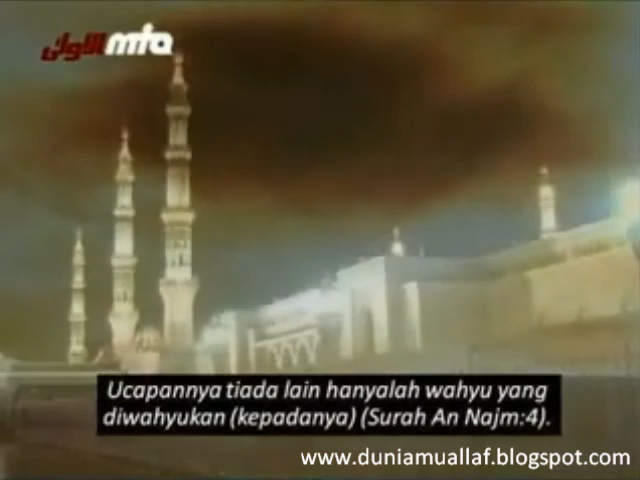 الأولى mta
Ucapannya tiada lain hanyalah wahyu yang
diwahyukan (kepadanya) (Surah An Najm:4).
www.duniamuallaf.blogspot.com